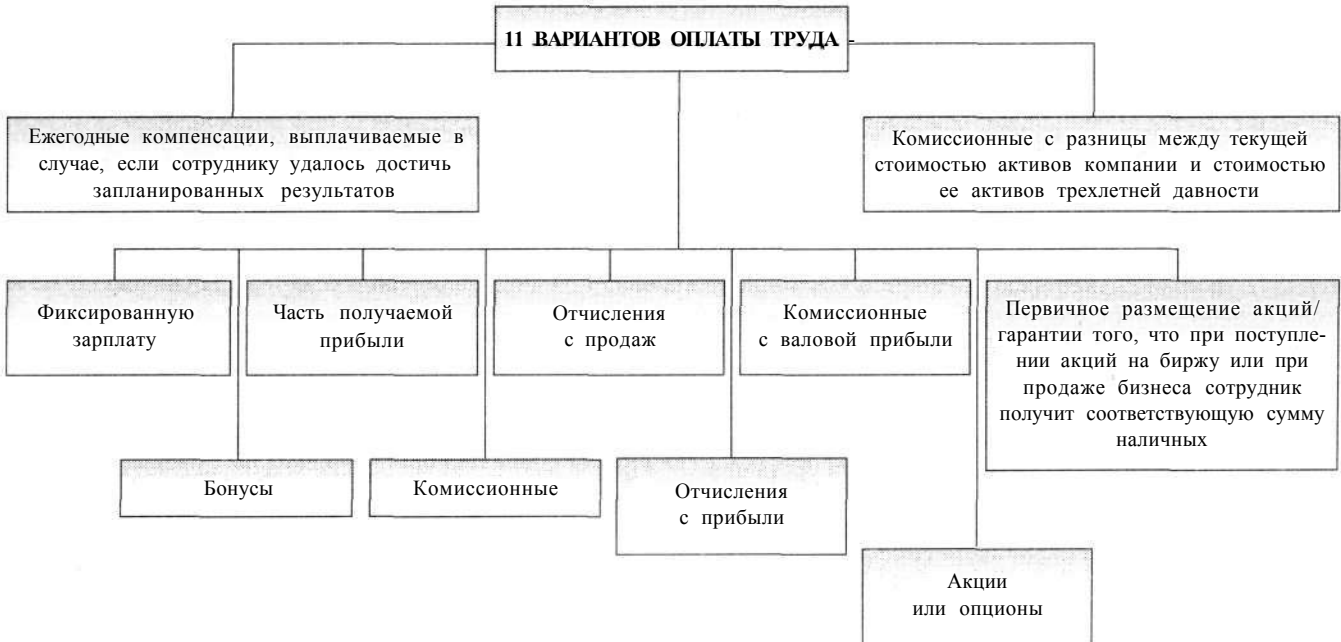 11 ВАРИАНТОВ ОПЛАТЫ ТРУДА
Ежегодные компенсации, выплачиваемые в
случае, если сотруднику удалось достичь
запланированных результатов
Комиссионные с разницы между текущей
стоимостью активов компании и стоимостью
ее активов трехлетней давности
Фиксированную
зарплату
Часть получаемой
прибыли
Отчисления
с продаж
Комиссионные
с валовой прибыли
Первичное размещение акций/
гарантии того, что при поступле-
нии акций на биржу или при
продаже бизнеса сотрудник
получит соответствующую сумму
наличных
Бонусы
Комиссионные
Отчисления
с прибыли
Акции
или опционы